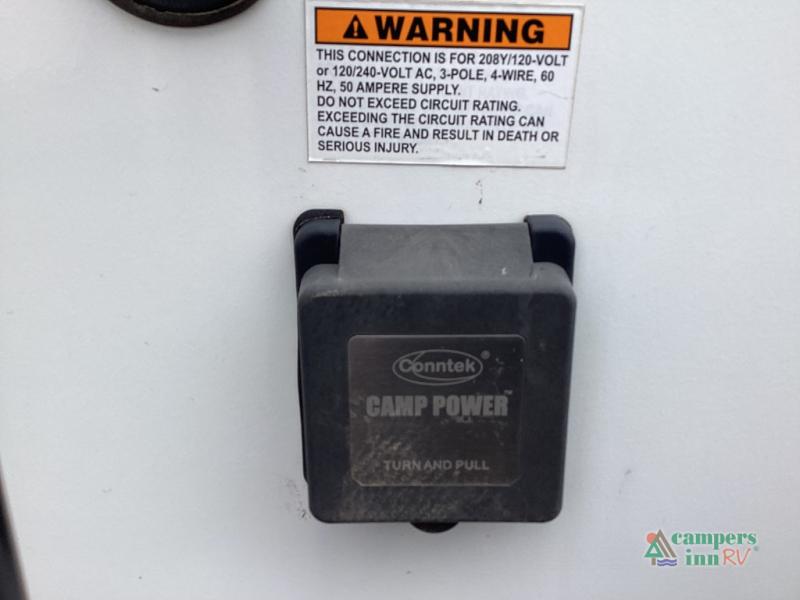 WARNING
THIS CONNECTION IS FOR 208Y/120-VOLT
or 120/240-VOLT AC, 3-POLE, 4-WIRE, 60
HZ, 50 AMPERE SUPPLY.
DO NOT EXCEED CIRCUIT RATING.
EXCEEDING THE CIRCUIT RATING CAN
CAUSE A FIRE AND RESULT IN DEATH OR
SERIOUS INJURY.
Conntek®
CAMP POWER™
TURN AND PULL
campers
inn RV®